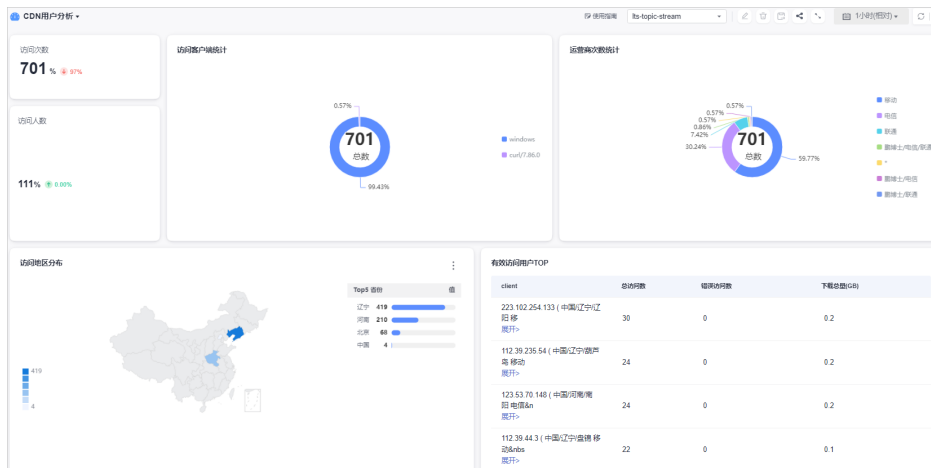 CDN用户分析
使用指南
lts-topic-stream
1小时(相对)
访问次数
701 % 97%
访问人数
111% 0.00%
访问客户端统计
0.57%
701
总数
99.43%
windows
curl/7.86.0
运营商次数统计
0.57%
0.57%
0.57%
0.86%
7.42%
30.24%
701
总数
59.77%
移动
电信
联通
鹏博士/电信/联通
*
鹏博士/电信
鹏博士/联通
访问地区分布
419
4
Top5 省份 值
辽宁 419
河南 210
北京 68
中国 4
有效访问用户TOP
client 总访问数 错误访问数 下载总量(GB)
223.102.254.133 ( 中国/辽宁/辽
阳 移
展开>
30 0 0.2
112.39.235.54 ( 中国/辽宁/葫芦
岛 移动
展开>
24 0 0.2
123.53.70.148 ( 中国/河南/南
阳 电信&n
展开>
24 0 0.2
112.39.44.3 ( 中国/辽宁/盘锦 移
动&nbs
展开>
22 0 0.1